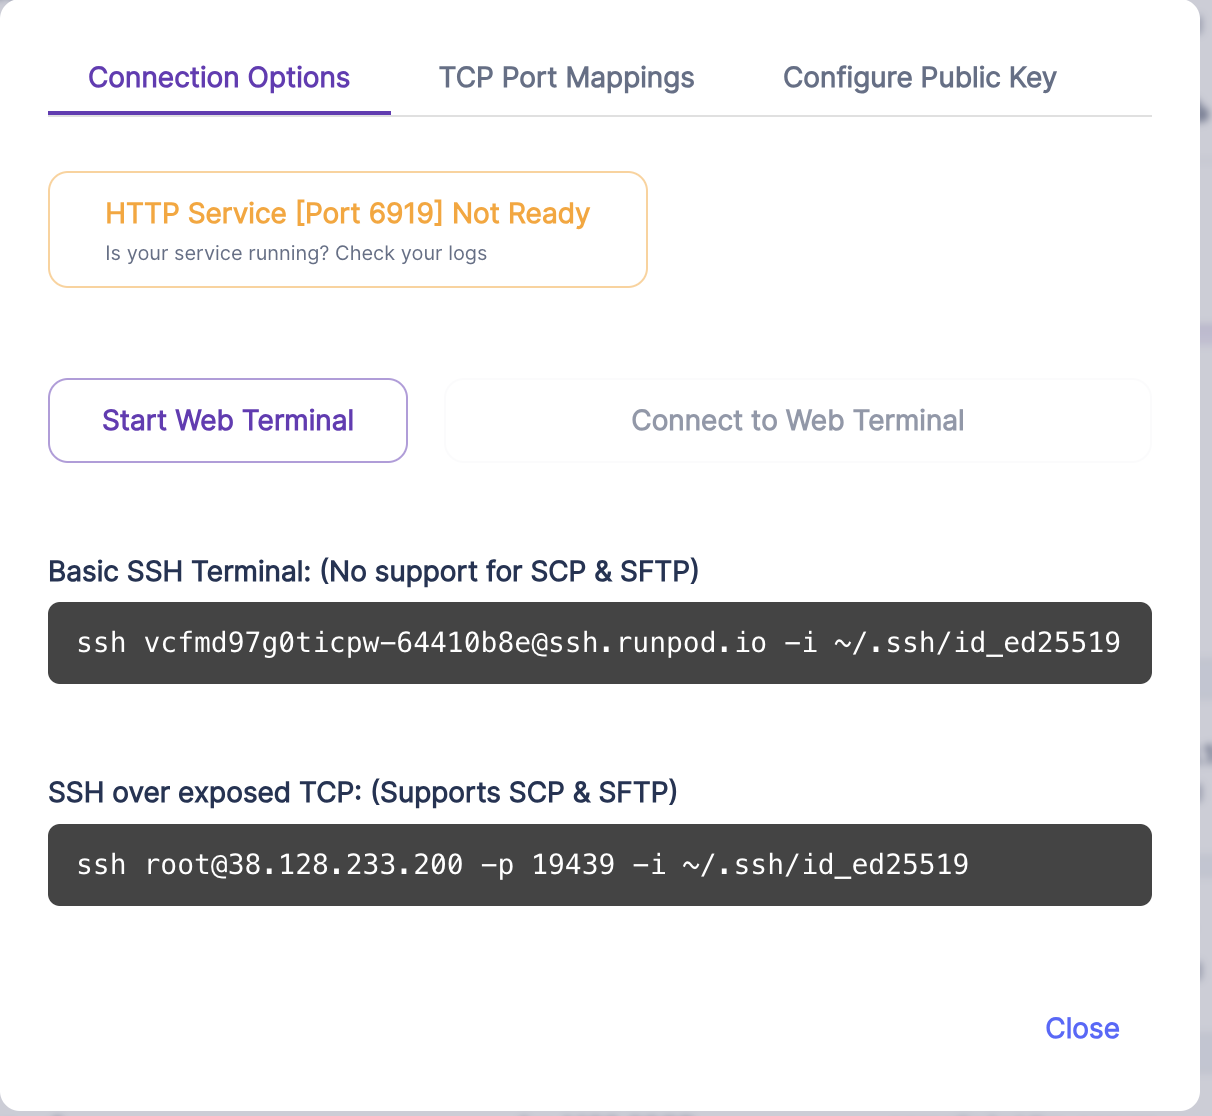 Connection Options
TCP Port Mappings
Configure Public Key
HTTP Service [Port 6919] Not Ready
Is your service running? Check your logs
Start Web Terminal
Connect to Web Terminal
Basic SSH Terminal: (No support for SCP & SFTP)
ssh vcfmd97g0ticpw-64410b8e@ssh.runpod.io -i ~/.ssh/id_ed25519
SSH over exposed TCP: (Supports SCP & SFTP)
ssh root@38.128.233.200 -p 19439 -i ~/.ssh/id_ed25519
Close